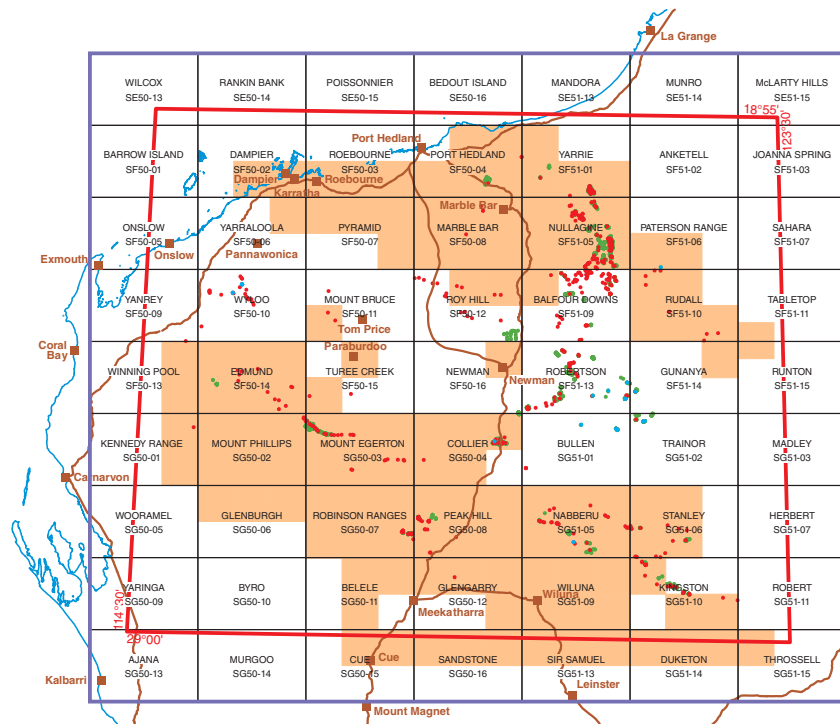 La Grange
WILCOX
SE50-13
RANKIN BANK
SE50-14
POISSONNIER
SE50-15
BEDOUT ISLAND
SE50-16
MANDORA
SE51-13
MUNRO
SE51-14
McLARTY HILLS
SE51-15
18°55'
123°30'
Port Hedland
BARROW ISLAND
SF50-01
DAMPIER
SF50-02
ROEBOURNE
SF50-03
PORT HEDLAND
SF50-04
YARRIE
SF51-01
ANKETELL
SF51-02
JOANNA SPRING
SF51-03
Dampier
Roebourne
Karratha
Marble Bar
ONSLOW
SF50-05
YARRALOOLA
SF50-06
PYRAMID
SF50-07
MARBLE BAR
SF50-08
NULLAGINE
SF51-05
PATERSON RANGE
SF51-06
SAHARA
SF51-07
Exmouth
Onslow
Pannawonica
YANREY
SF50-09
WYLOO
SF50-10
MOUNT BRUCE
SF50-11
ROY HILL
SF50-12
BALFOUR DOWNS
SF51-09
RUDALL
SF51-10
TABLETOP
SF51-11
Tom Price
Coral
Bay
Paraburdoo
WINNING POOL
SF50-13
EDMUND
SF50-14
TUREE CREEK
SF50-15
NEWMAN
SF50-16
Newman
ROBERTSON
SF51-13
GUNANYA
SF51-14
RUNTON
SF51-15
KENNEDY RANGE
SG50-01
MOUNT PHILLIPS
SG50-02
MOUNT EGERTON
SG50-03
COLLIER
SG50-04
BULLEN
SG51-01
TRAINOR
SG51-02
MADLEY
SG51-03
Carnarvon
WOORAMEL
SG50-05
GLENBURGH
SG50-06
ROBINSON RANGES
SG50-07
PEAK HILL
SG50-08
NABBERU
SG51-05
STANLEY
SG51-06
HERBERT
SG51-07
YARINGA
SG50-09
BYRO
SG50-10
BELELE
SG50-11
GLENGARRY
SG50-12
WILUNA
SG51-09
KINGSTON
SG51-10
ROBERT
SG51-11
Wiluna
Meekatharra
114°30'
29°00'
AJANA
SG50-13
MURGOO
SG50-14
CUE
SG50-15
Cue
SANDSTONE
SG50-16
SIR SAMUEL
SG51-13
DUKETON
SG51-14
THROSSELL
SG51-15
Kalbarri
Leinster
Mount Magnet